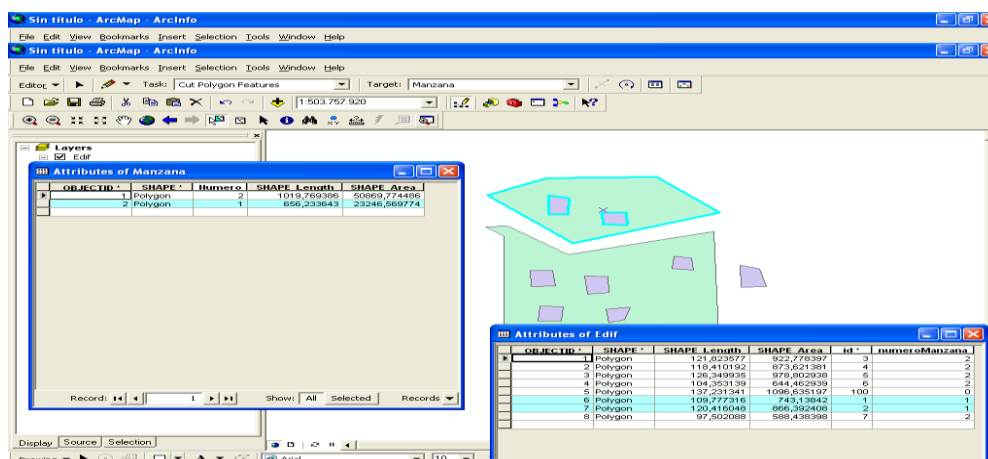 Sin título - ArcMap - ArcInfo
File Edit View Bookmarks Insert Selection Tools Window Help
Sin título - ArcMap - ArcInfo
File Edit View Bookmarks Insert Selection Tools Window Help
Editor Task: Cut Polygon Features Target: Manzana
1:503.757.920
Layers
Edif
Attributes of Manzana
OBJECTID * SHAPE * Numero SHAPE_Length SHAPE_Area
1 Polygon 2 1019,769386 50869,774486
2 Polygon 1 656,233643 23246,569774
Record: 1 Show: All Selected Records
Attributes of Edif
OBJECTID * SHAPE * SHAPE_Length SHAPE_Area id * numeroManzana
1 Polygon 121,823577 922,778397 3 2
2 Polygon 118,410192 873,621381 4 2
3 Polygon 126,349935 978,802938 5 2
4 Polygon 104,353139 644,462939 6 2
5 Polygon 137,231341 1096,635197 100 0
6 Polygon 109,777316 743,13842 1 1
7 Polygon 120,416048 866,392408 2 1
8 Polygon 97,502088 588,438398 7 2
Display Source Selection
Drawing Arial 10